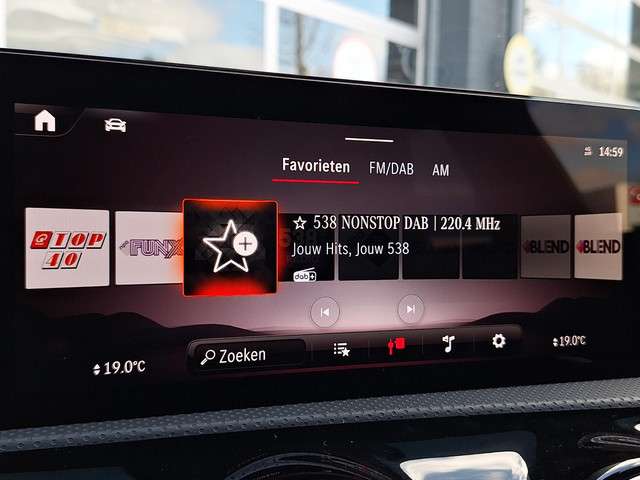 14:59
Favorieten FM/DAB AM
TOP
40
FUNX
538 NONSTOP DAB | 220.4 MHz
Jouw Hits, Jouw 538
dab+
BLEND
BLEND
19.0°C
Zoeken
19.0°C